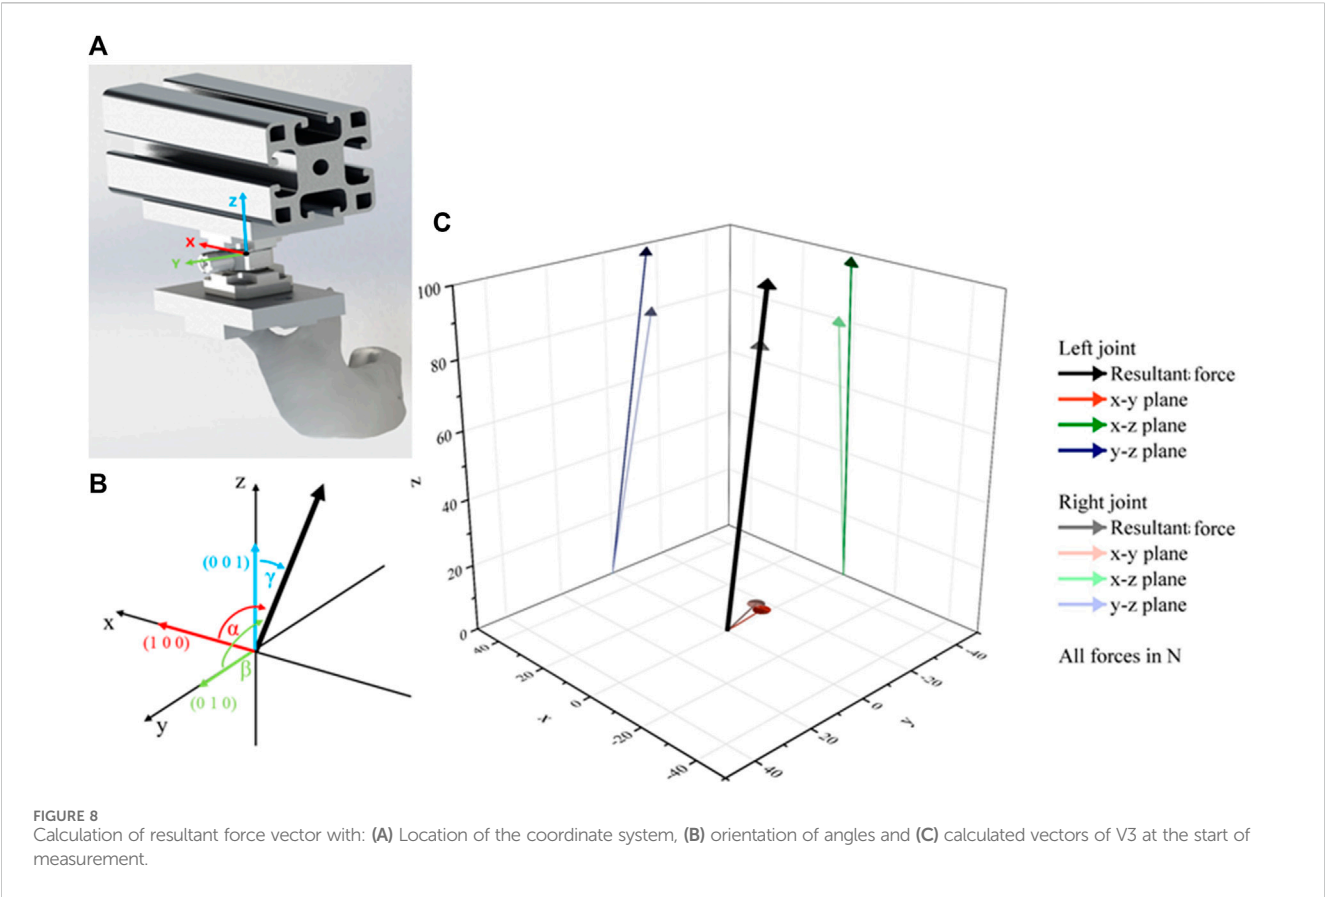 A
Z
X
Y
B
z
(0 0 1)
γ
x
α
(1 0 0)
β
(0 1 0)
y
C
100
80
60
40
20
0
z
40
20
0
-20
-40
x
-40
-20
0
20
40
y
Left joint
Resultant force
x-y plane
x-z plane
y-z plane
Right joint
Resultant force
x-y plane
x-z plane
y-z plane
All forces in N
FIGURE 8
Calculation of resultant force vector with: (A) Location of the coordinate system, (B) orientation of angles and (C) calculated vectors of V3 at the start of
measurement.